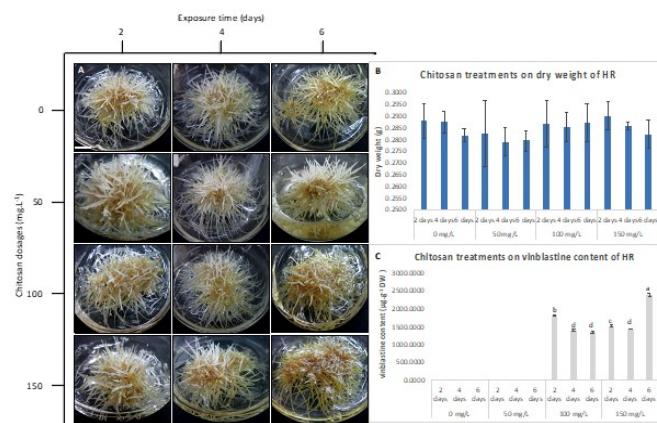 Exposure time (days)
2 4 6
Chitosan dosages (mg.L⁻¹)
0
50
100
150
A
B
Chitosan treatments on dry weight of HR
Dry weight (g)
0.3000
0.2950
0.2900
0.2850
0.2800
0.2750
0.2700
0.2650
0.2600
0.2550
0.2500
2 days 4 days 6 days 2 days 4 days 6 days 2 days 4 days 6 days 2 days 4 days 6 days
0 mg/L 50 mg/L 100 mg/L 150 mg/L
C
Chitosan treatments on vinblastine content of HR
vinblastine content (µg.g⁻¹ DW)
3000.0000
2500.0000
2000.0000
1500.0000
1000.0000
500.0000
0.0000
b d d c d a
2 4 6 2 4 6 2 4 6 2 4 6
days days days days days days days days days days days days
0 mg/L 50 mg/L 100 mg/L 150 mg/L